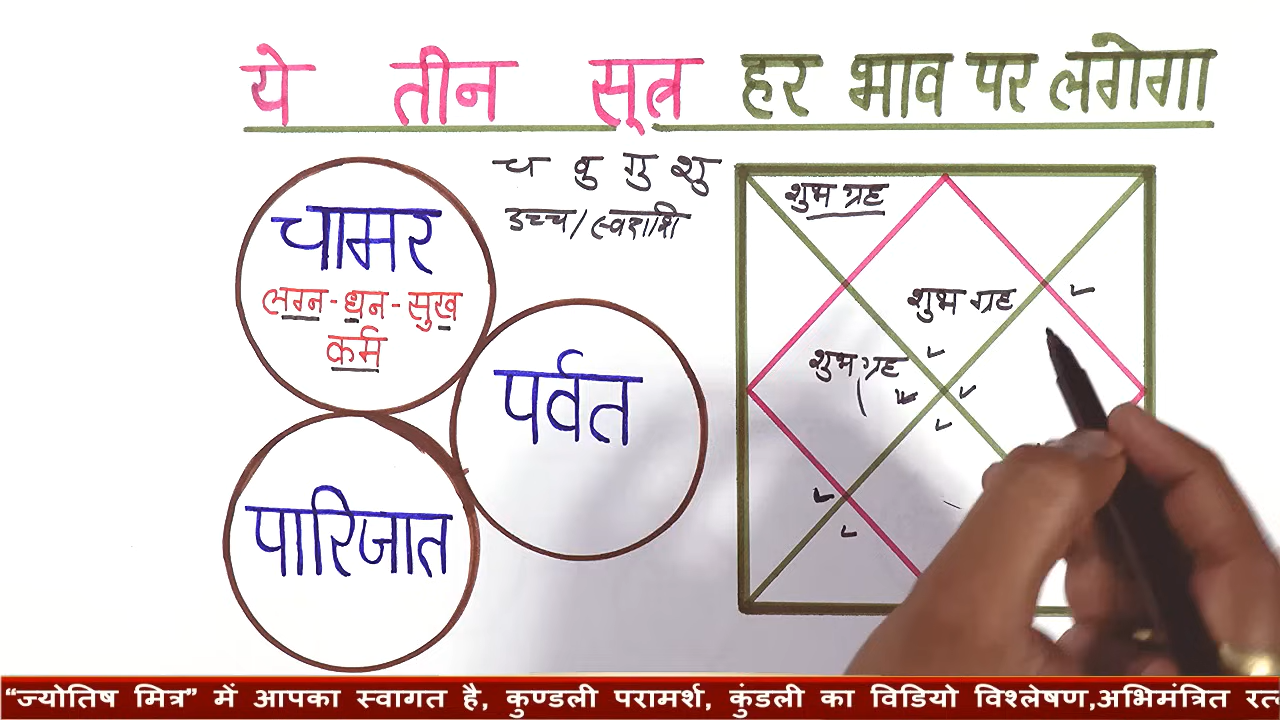 ये तीन सूत्र हर भाव पर लगेगा
च बु गु शु
उच्च/स्वराशि
चामर
लग्न-धन-सुख
कर्म
पर्वत
पारिजात
शुभ ग्रह
शुभ ग्रह
शुभ ग्रह
“ज्योतिष मित्र” में आपका स्वागत है, कुण्डली परामर्श, कुंडली का विडियो विश्लेषण,अभिमंत्रित रत्